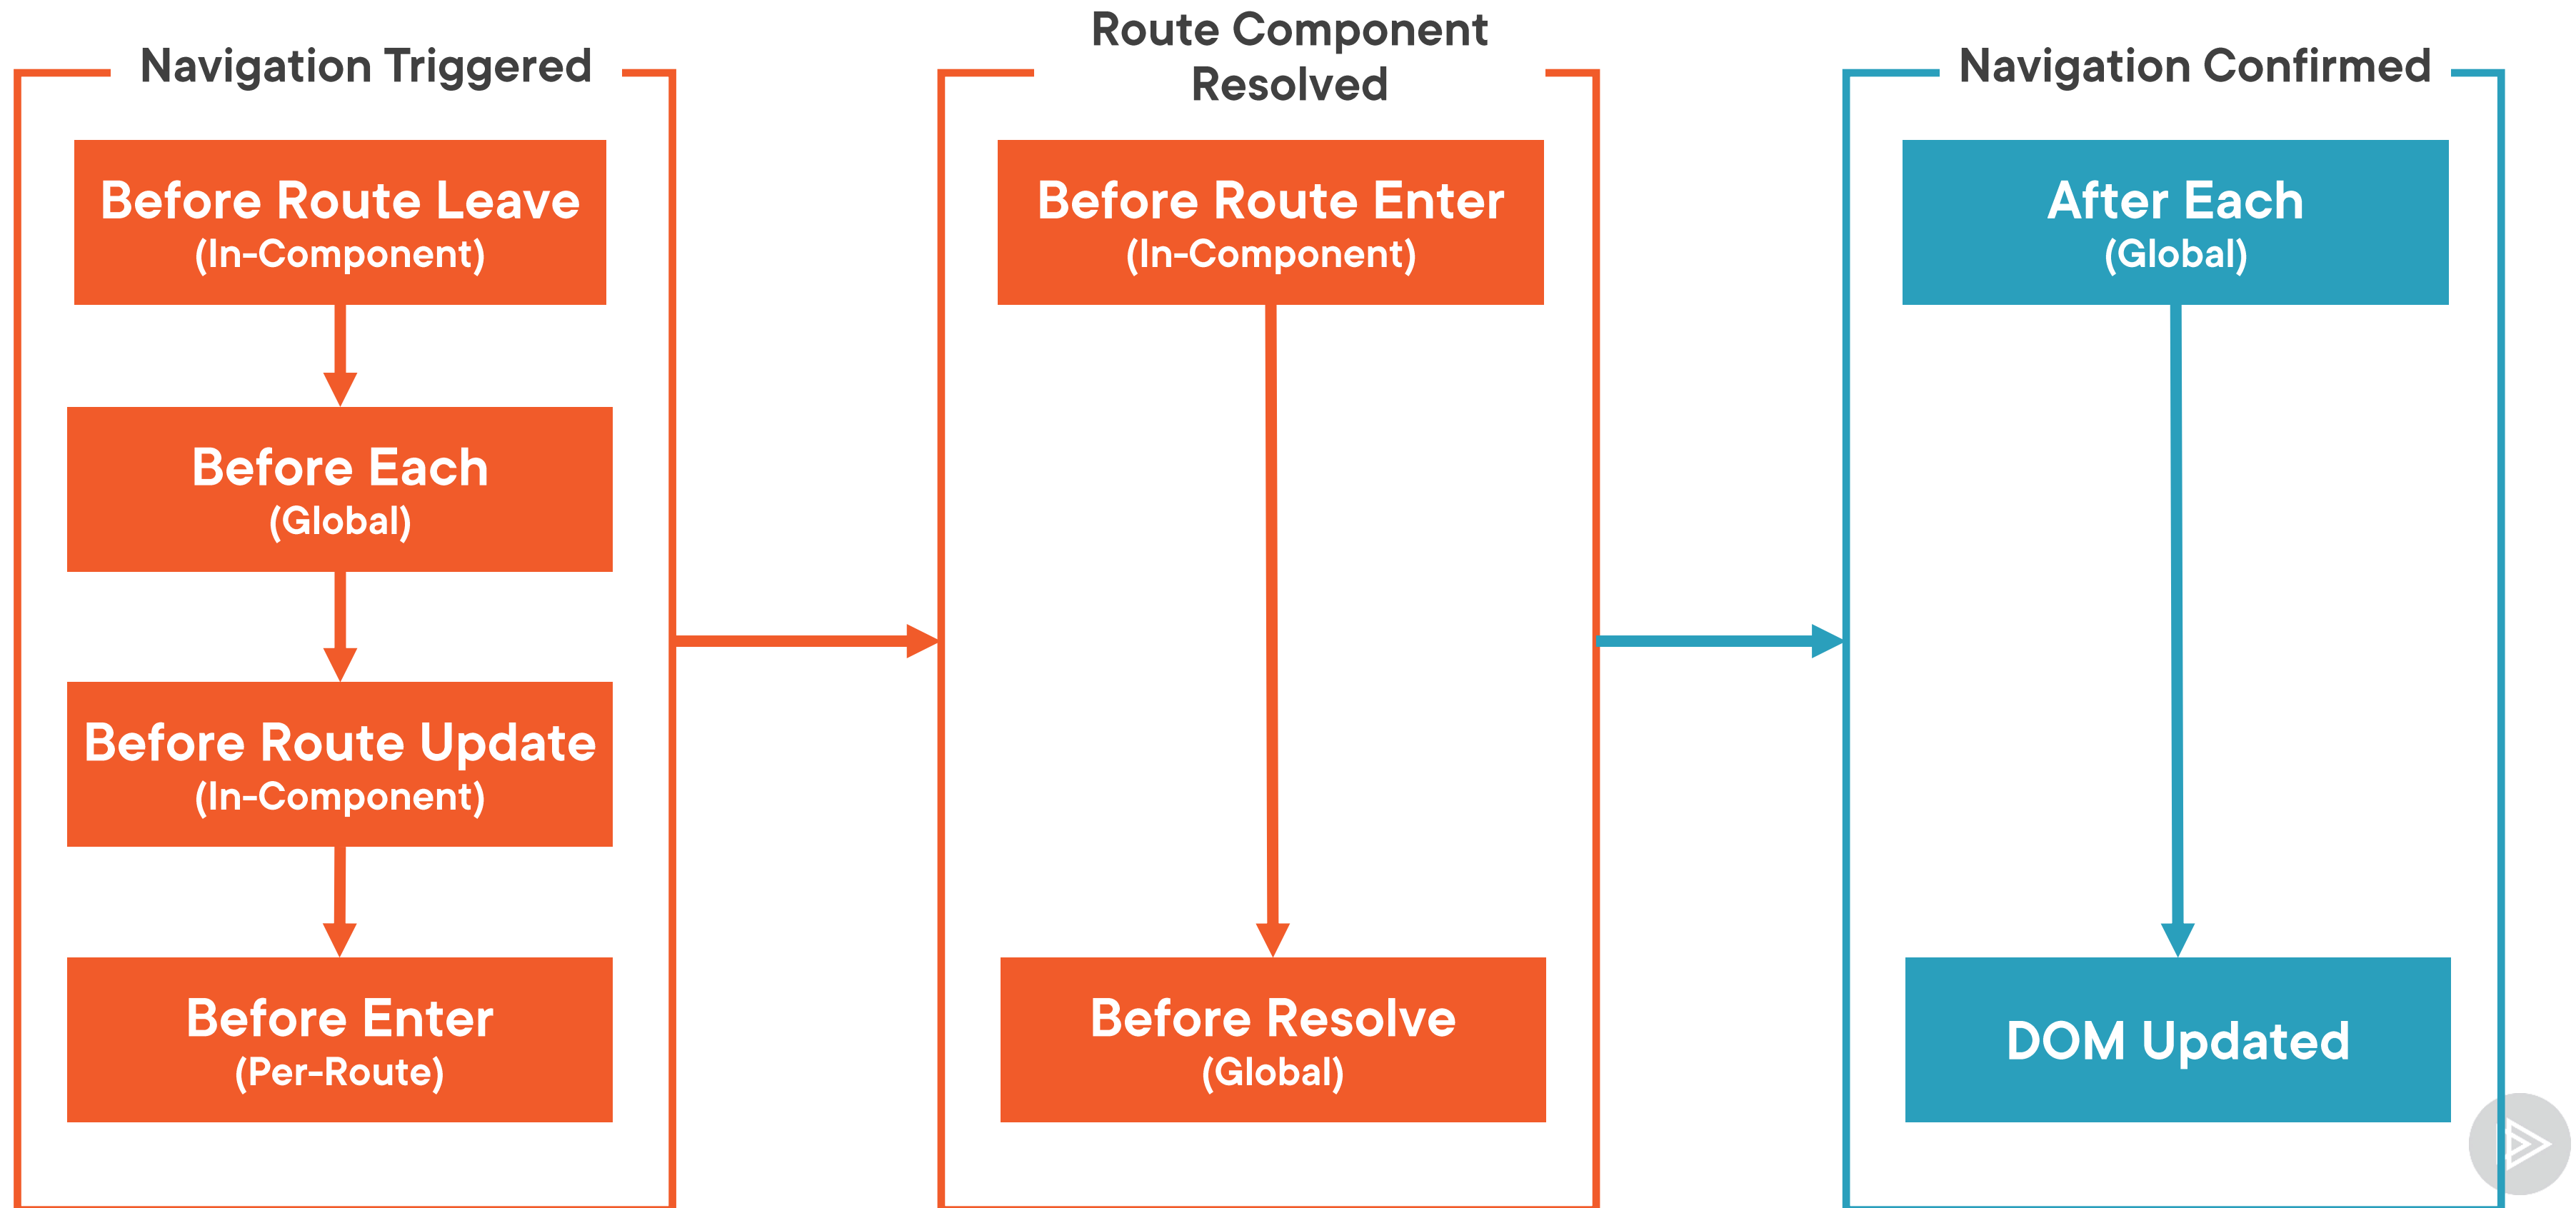 Navigation Triggered
Before Route Leave
(In-Component)
Before Each
(Global)
Before Route Update
(In-Component)
Before Enter
(Per-Route)
Route Component
Resolved
Before Route Enter
(In-Component)
Before Resolve
(Global)
Navigation Confirmed
After Each
(Global)
DOM Updated